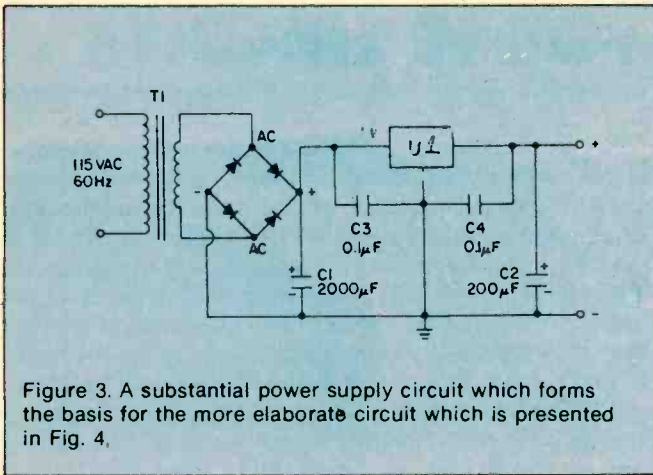 T1
AC
115 VAC
60Hz
-
+
AC
C1
2000µF
+
-
C3
0.1µF
C4
0.1µF
C2
200µF
+
-
+
-
Figure 3. A substantial power supply circuit which forms
the basis for the more elaborate circuit which is presented
in Fig. 4.